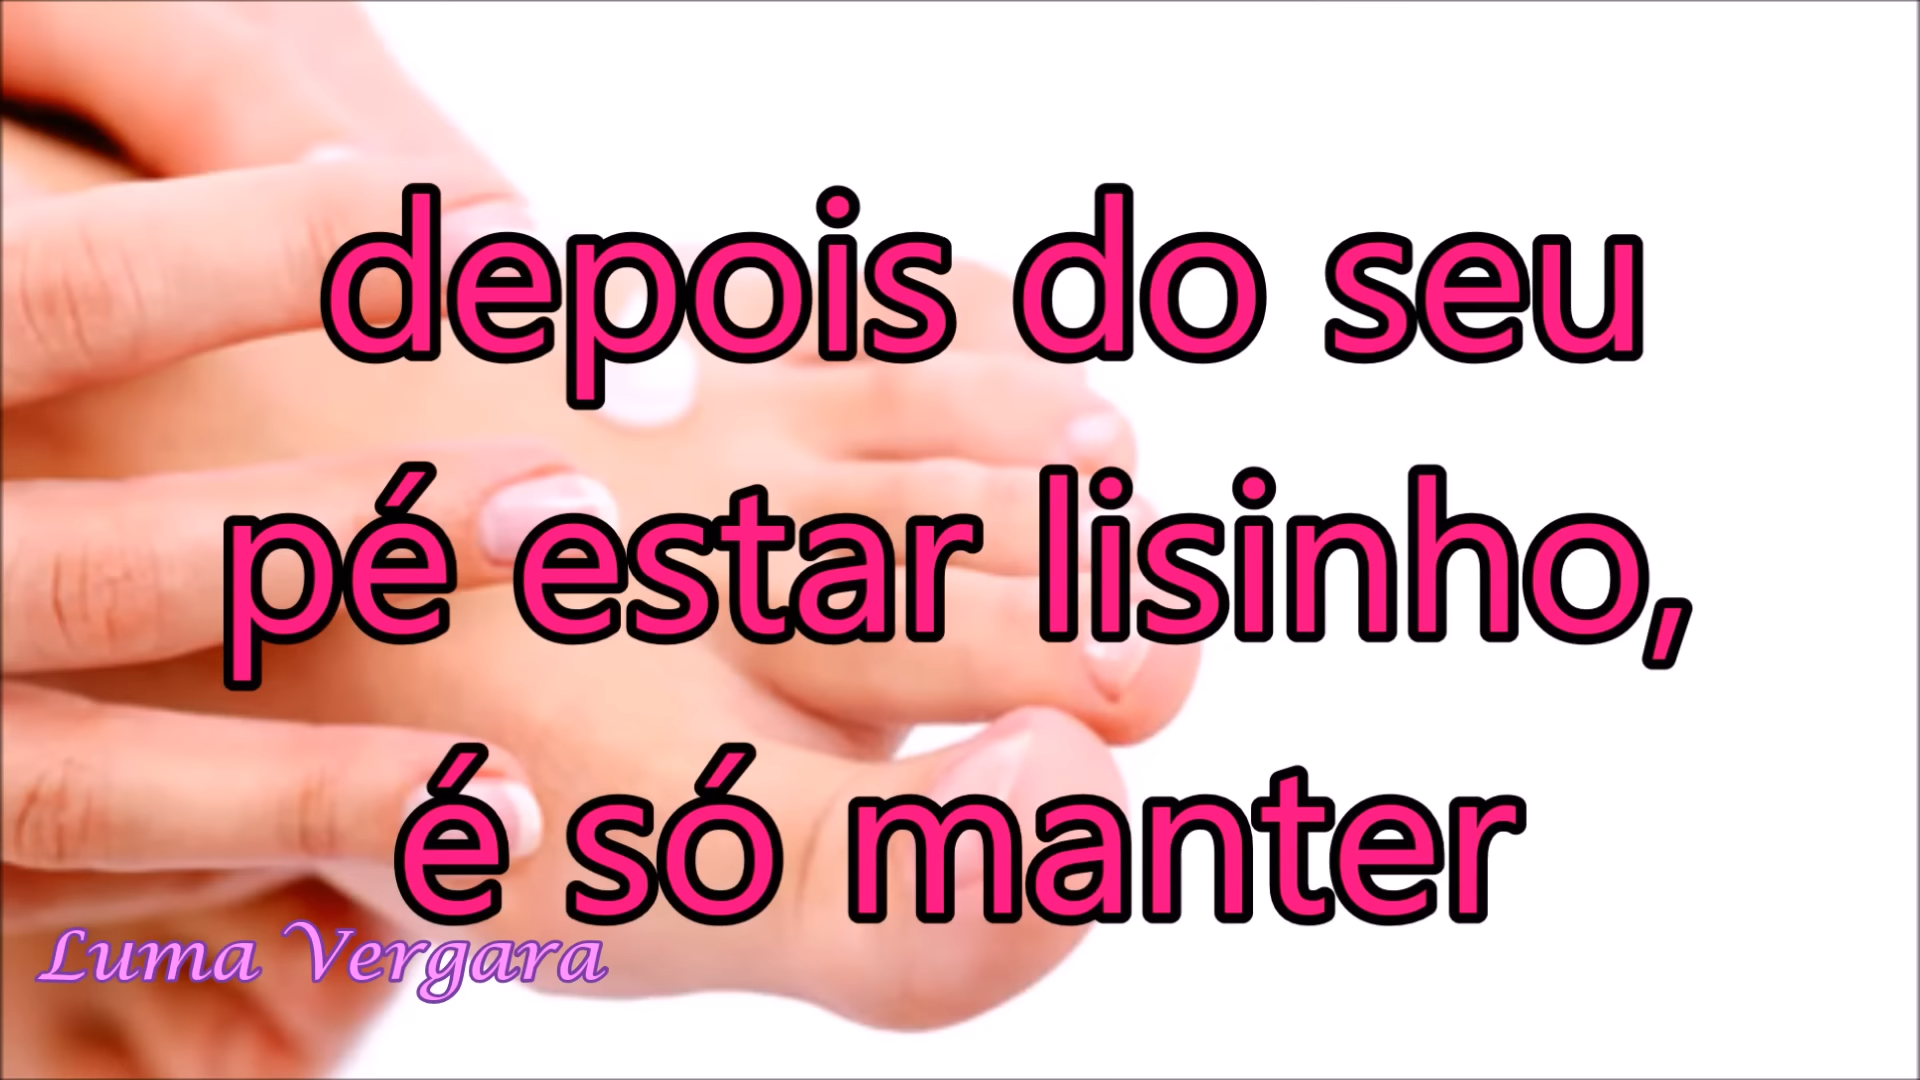 depois do seu
pé estar lisinho,
é só manter
Luma Vergara